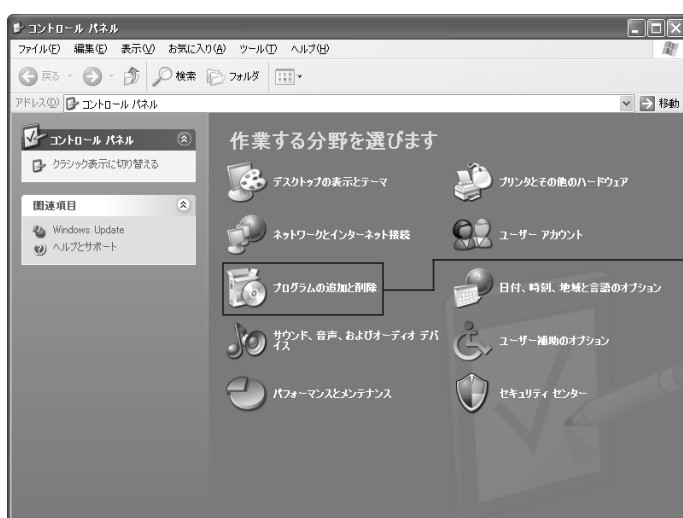 コントロール パネル
ファイル(F) 編集(E) 表示(V) お気に入り(A) ツール(T) ヘルプ(H)
戻る 検索 フォルダ
アドレス(D) コントロール パネル 移動
コントロール パネル
クラシック表示に切り替える
関連項目
Windows Update
ヘルプとサポート
作業する分野を選びます
デスクトップの表示とテーマ
プリンタとその他のハードウェア
ネットワークとインターネット接続
ユーザー アカウント
プログラムの追加と削除
日付、時刻、地域と言語のオプション
サウンド、音声、およびオーディオ デバ
イス
ユーザー補助のオプション
パフォーマンスとメンテナンス
セキュリティ センター